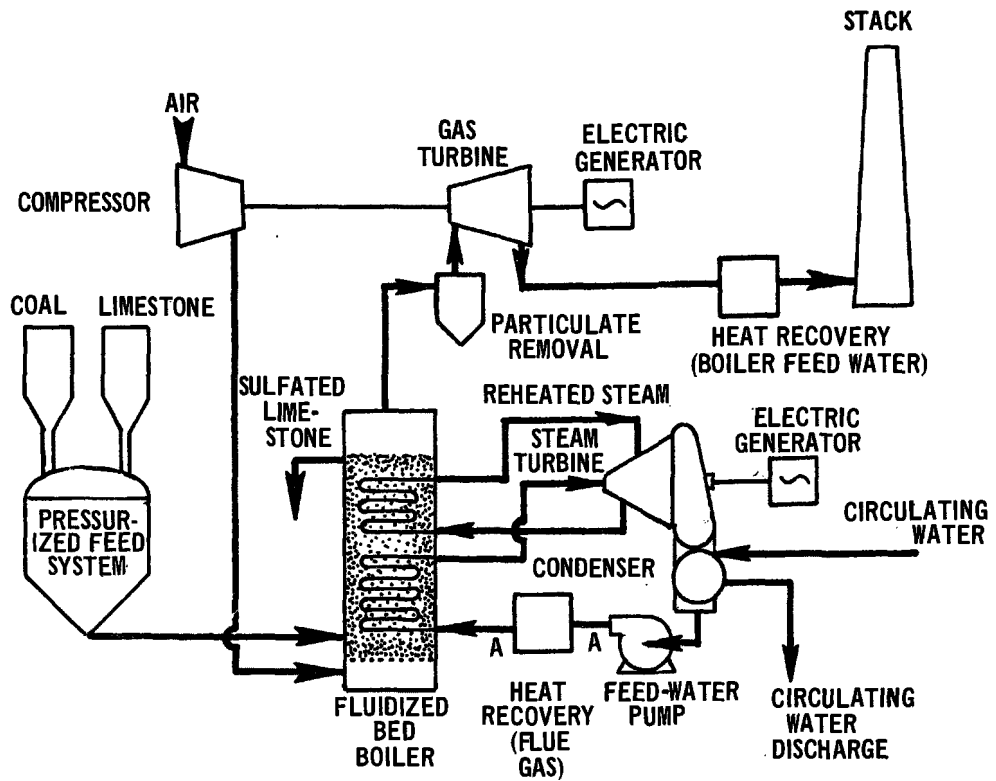 STACK
AIR
GAS
TURBINE
ELECTRIC
GENERATOR
COMPRESSOR
COAL
LIMESTONE
PARTICULATE
REMOVAL
HEAT RECOVERY
(BOILER FEED WATER)
SULFATED
LIME-
STONE
REHEATED STEAM
STEAM
TURBINE
ELECTRIC
GENERATOR
PRESSUR-
IZED FEED
SYSTEM
CIRCULATING
WATER
CONDENSER
A
A
FLUIDIZED
BED
BOILER
HEAT
RECOVERY
(FLUE
GAS)
FEED-WATER
PUMP
CIRCULATING
WATER
DISCHARGE